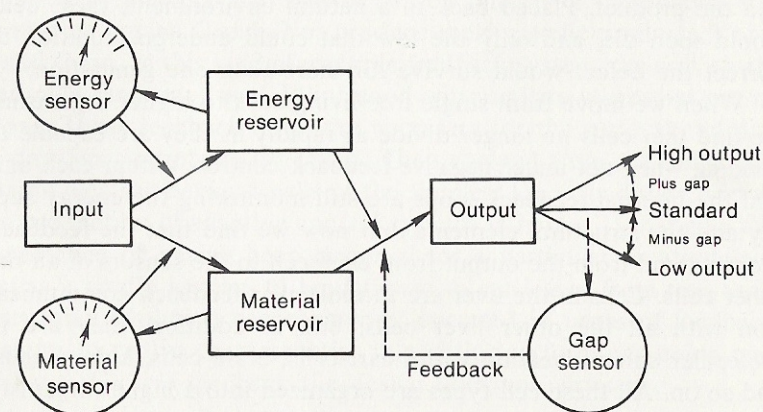 Energy
sensor
Energy
reservoir
Input
Output
High output
Plus gap
Standard
Minus gap
Low output
Material
reservoir
Material
sensor
Gap
sensor
Feedback